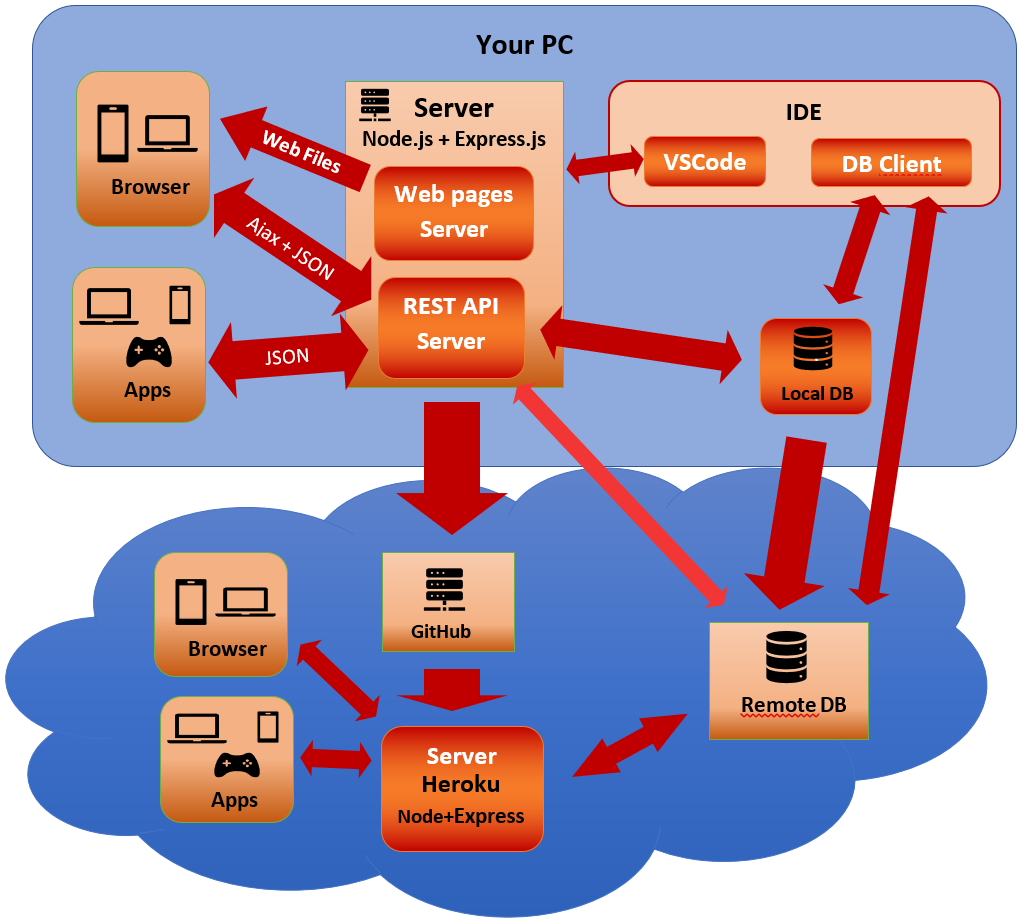 Your PC
Server
Node.js + Express.js
IDE
VSCode
DB Client
Web Files
Browser
Web pages
Server
Ajax + JSON
REST API
Server
JSON
Apps
Local DB
GitHub
Browser
Remote DB
Apps
Server
Heroku
Node+Express